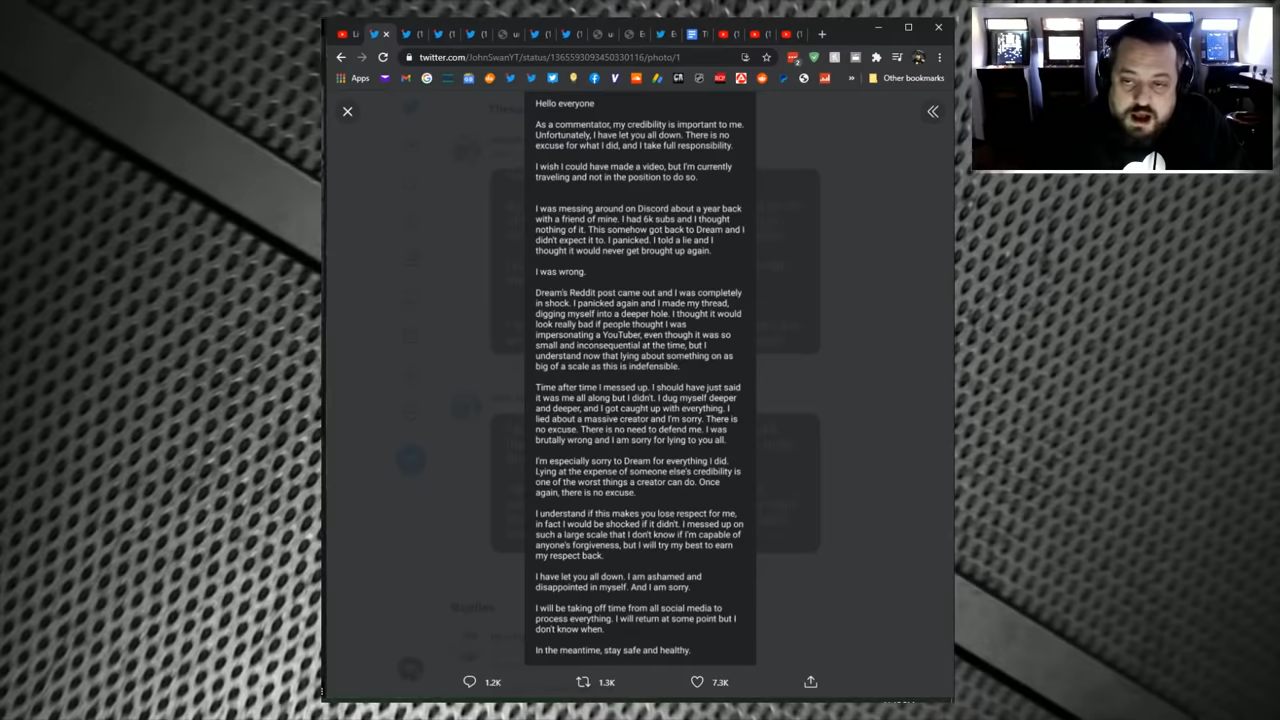 twitter.com/JohnSwanYT/status/1365593093450330116/photo/1
Apps
Other bookmarks
Hello everyone
As a commentator, my credibility is important to me.
Unfortunately, I have let you all down. There is no
excuse for what I did, and I take full responsibility.
I wish I could have made a video, but I'm currently
traveling and not in the position to do so.
I was messing around on Discord about a year back
with a friend of mine. I had 6k subs and I thought
nothing of it. This somehow got back to Dream and I
didn't expect it to. I panicked. I told a lie and I
thought it would never get brought up again.
I was wrong.
Dream's Reddit post came out and I was completely
in shock. I panicked again and I made my thread,
digging myself into a deeper hole. I thought it would
look really bad if people thought I was
impersonating a YouTuber, even though it was so
small and inconsequential at the time, but I
understand now that lying about something on as
big of a scale as this is indefensible.
Time after time I messed up. I should have just said
it was me all along but I didn't. I dug myself deeper
and deeper, and I got caught up with everything. I
lied about a massive creator and I'm sorry. There is
no excuse. There is no need to defend me. I was
brutally wrong and I am sorry for lying to you all.
I'm especially sorry to Dream for everything I did.
Lying at the expense of someone else's credibility is
one of the worst things a creator can do. Once
again, there is no excuse.
I understand if this makes you lose respect for me,
in fact I would be shocked if it didn't. I messed up on
such a large scale that I don't know if I'm capable of
anyone's forgiveness, but I will try my best to earn
my respect back.
I have let you all down. I am ashamed and
disappointed in myself. And I am sorry.
I will be taking off time from all social media to
process everything. I will return at some point but I
don't know when.
In the meantime, stay safe and healthy.
Replies
1.2K 1.3K 7.3K